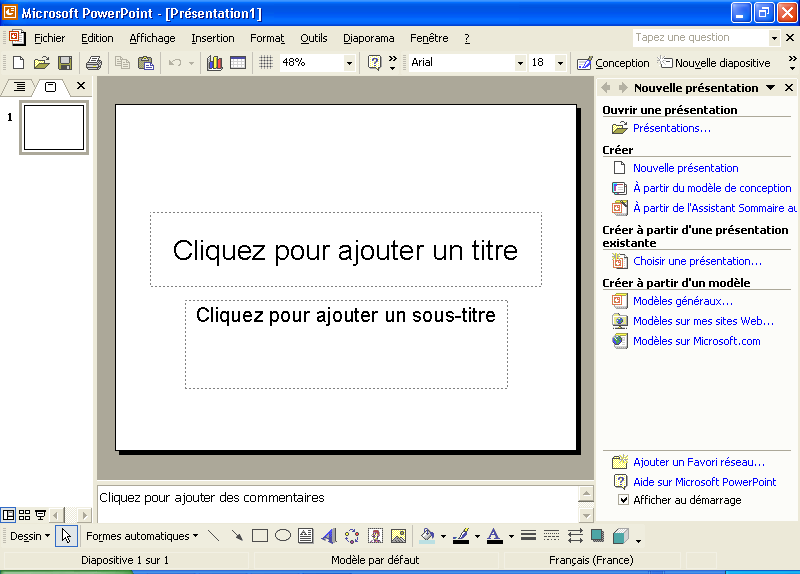 Microsoft PowerPoint - [Présentation1]
Fichier Edition Affichage Insertion Format Outils Diaporama Fenêtre ? Tapez une question
48% Arial 18 Conception Nouvelle diapositive
Nouvelle présentation
Ouvrir une présentation
Présentations...
Créer
Nouvelle présentation
À partir du modèle de conception
À partir de l'Assistant Sommaire au
Créer à partir d'une présentation
existante
Choisir une présentation...
Créer à partir d'un modèle
Modèles généraux...
Modèles sur mes sites Web...
Modèles sur Microsoft.com
1
Cliquez pour ajouter un titre
Cliquez pour ajouter un sous-titre
Ajouter un Favori réseau...
Aide sur Microsoft PowerPoint
Afficher au démarrage
Cliquez pour ajouter des commentaires
Dessin Formes automatiques
Diapositive 1 sur 1 Modèle par défaut Français (France)